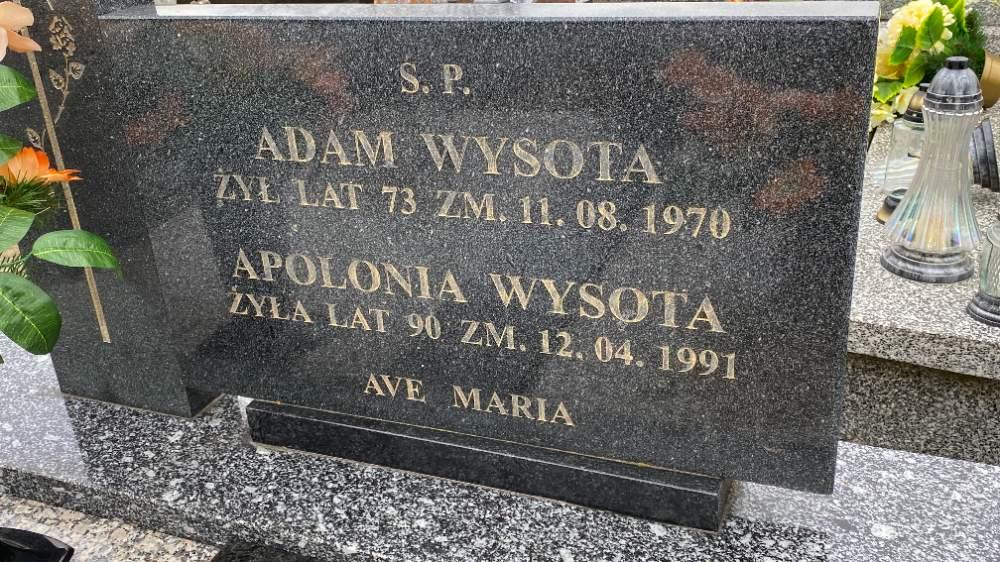 S. P.
ADAM WYSOTA
ŻYŁ LAT 73 ZM. 11. 08. 1970
APOLONIA WYSOTA
ŻYŁA LAT 90 ZM. 12. 04. 1991
AVE MARIA